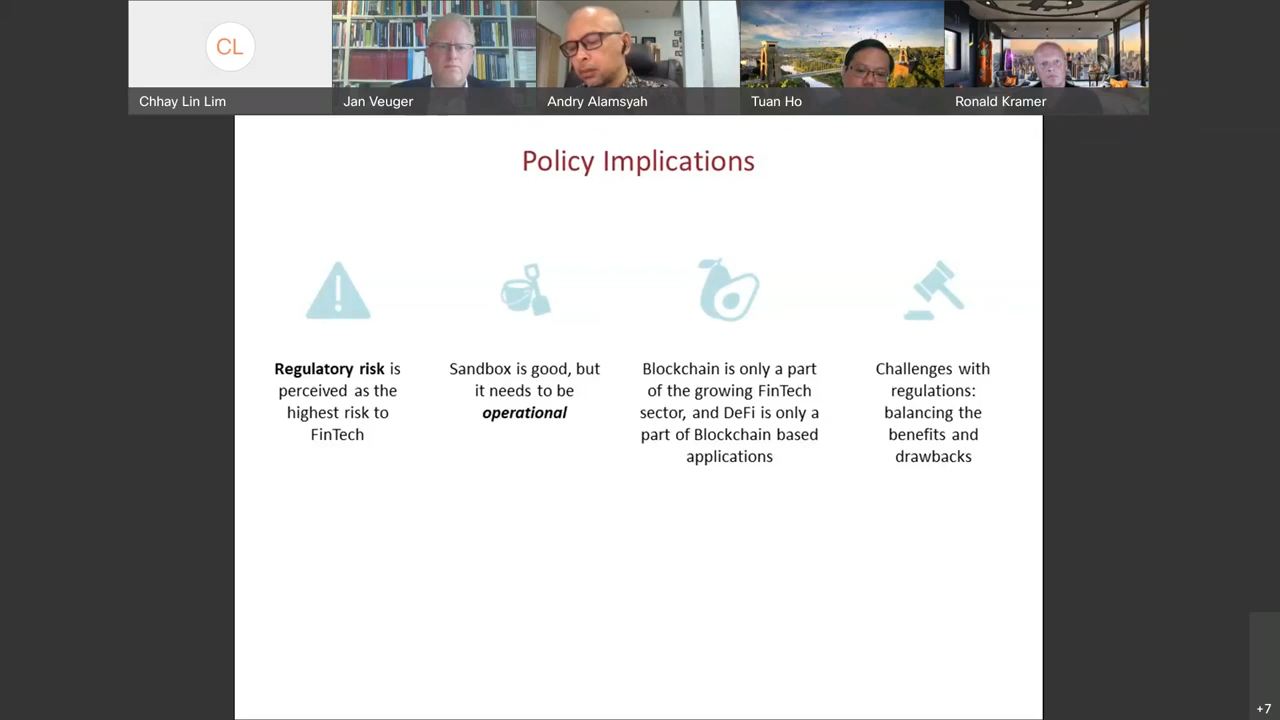 CL
Chhay Lin Lim
Jan Veuger
Andry Alamsyah
Tuan Ho
Ronald Kramer
Policy Implications
Regulatory risk is
perceived as the
highest risk to
FinTech
Sandbox is good, but
it needs to be
operational
Blockchain is only a part
of the growing FinTech
sector, and DeFi is only a
part of Blockchain based
applications
Challenges with
regulations:
balancing the
benefits and
drawbacks
+7